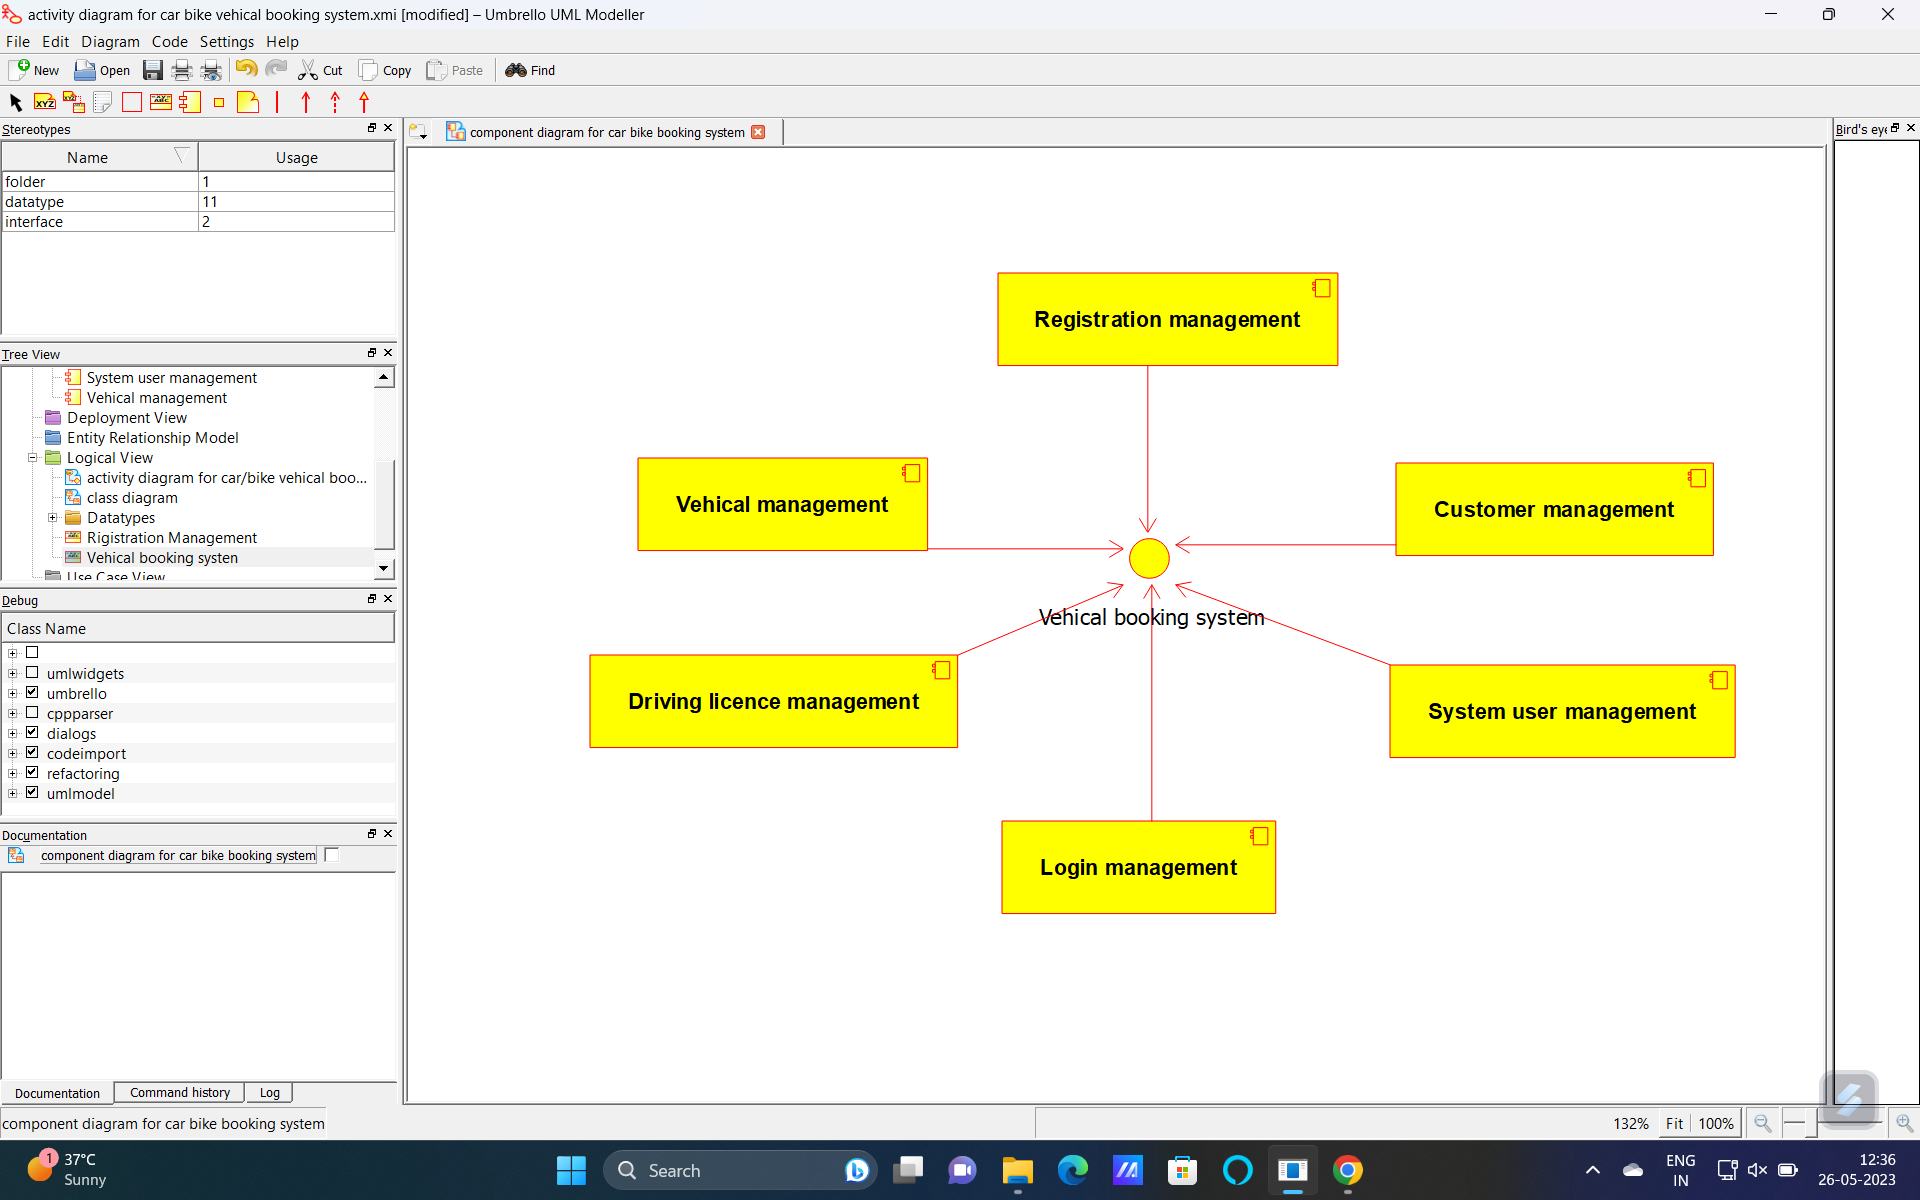 activity diagram for car bike vehical booking system.xmi [modified] – Umbrello UML Modeller
File Edit Diagram Code Settings Help
New Open Cut Copy Paste Find
XYZ
Stereotypes
Name Usage
folder 1
datatype 11
interface 2
Tree View
System user management
Vehical management
Deployment View
Entity Relationship Model
Logical View
activity diagram for car/bike vehical boo...
class diagram
Datatypes
Rigistration Management
Vehical booking systen
Use Case View
Debug
Class Name
umlwidgets
umbrello
cppparser
dialogs
codeimport
refactoring
umlmodel
Documentation
component diagram for car bike booking system
Documentation Command history Log
component diagram for car bike booking system
component diagram for car bike booking system
Bird's eye
Registration management
Vehical management
Customer management
Vehical booking system
Driving licence management
System user management
Login management
132% Fit 100%
1
37°C
Sunny
Search
ENG
IN
12:36
26-05-2023